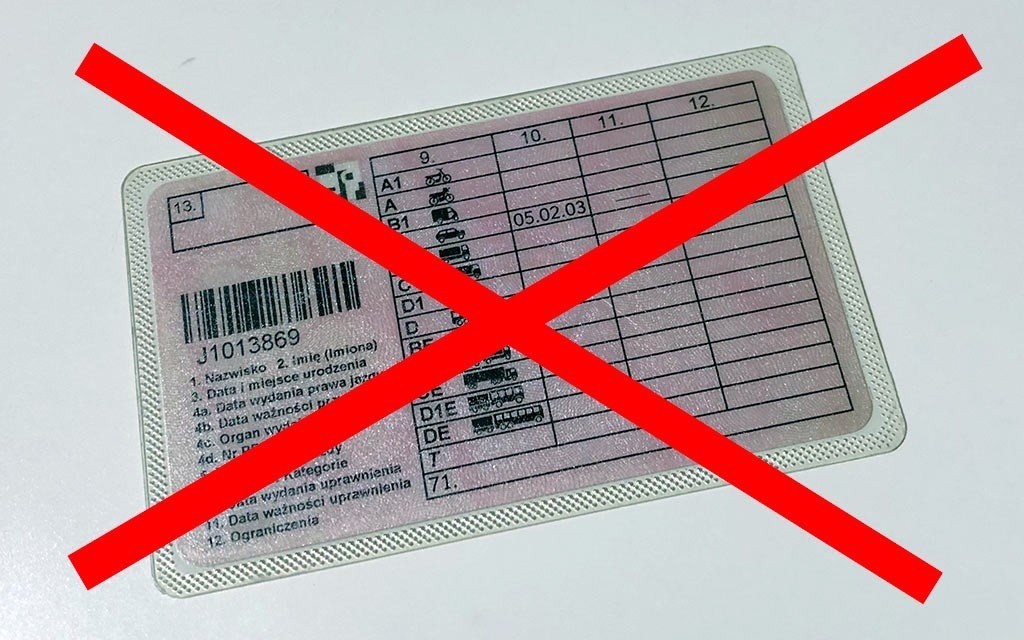 13.
J1013869
1. Nazwisko 2. Imię (Imiona)
3. Data i miejsce urodzenia
4a. Data wydania prawa
4b. Data ważności
4c. Organ
4d. Nr
Kategorie
Data wydania uprawnienia
11. Data ważności uprawnienia
12. Ograniczenia
9. 10. 11. 12.
A1
A
B1
05.02.03
D1
D
D1E
DE
T
71.